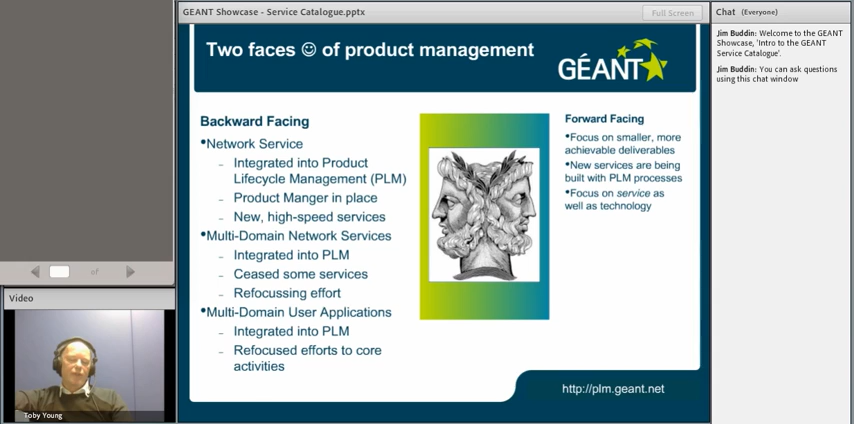 GEANT Showcase - Service Catalogue.pptx
Full Screen
Two faces ☺ of product management
GÉANT
Backward Facing
•Network Service
– Integrated into Product
Lifecycle Management (PLM)
– Product Manger in place
– New, high-speed services
•Multi-Domain Network Services
– Integrated into PLM
– Ceased some services
– Refocussing effort
•Multi-Domain User Applications
– Integrated into PLM
– Refocused efforts to core
activities
Forward Facing
•Focus on smaller, more
achievable deliverables
•New services are being
built with PLM processes
•Focus on service as
well as technology
http://plm.geant.net
of
Video
Toby Young
Chat (Everyone)
Jim Buddin: Welcome to the GEANT
Showcase, 'Intro to the GEANT
Service Catalogue'.
Jim Buddin: You can ask questions
using this chat window